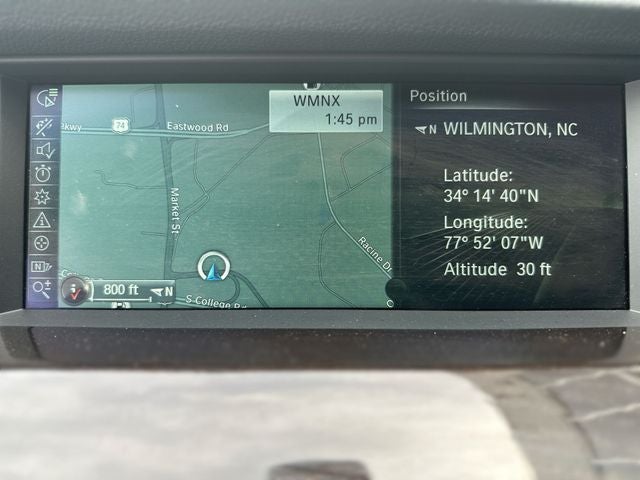 WMNX
1:45 pm
Pkwy
74
Eastwood Rd
Market St
Racine Dr
800 ft
N
S College Rd
Position
N WILMINGTON, NC
Latitude:
34° 14' 40"N
Longitude:
77° 52' 07"W
Altitude 30 ft